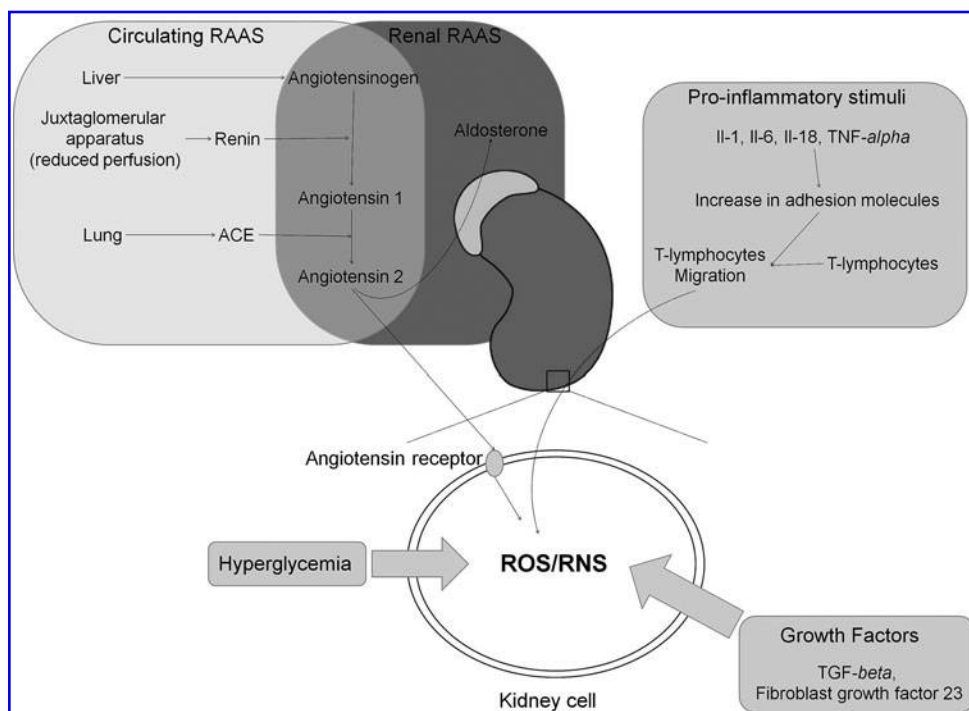 Circulating RAAS
Renal RAAS
Liver
Angiotensinogen
Juxtaglomerular
apparatus
(reduced perfusion)
Renin
Aldosterone
Angiotensin 1
Lung
ACE
Angiotensin 2
Pro-inflammatory stimuli
Il-1, Il-6, Il-18, TNF-alpha
Increase in adhesion molecules
T-lymphocytes
Migration
T-lymphocytes
Angiotensin receptor
Hyperglycemia
ROS/RNS
Growth Factors
TGF-beta,
Fibroblast growth factor 23
Kidney cell